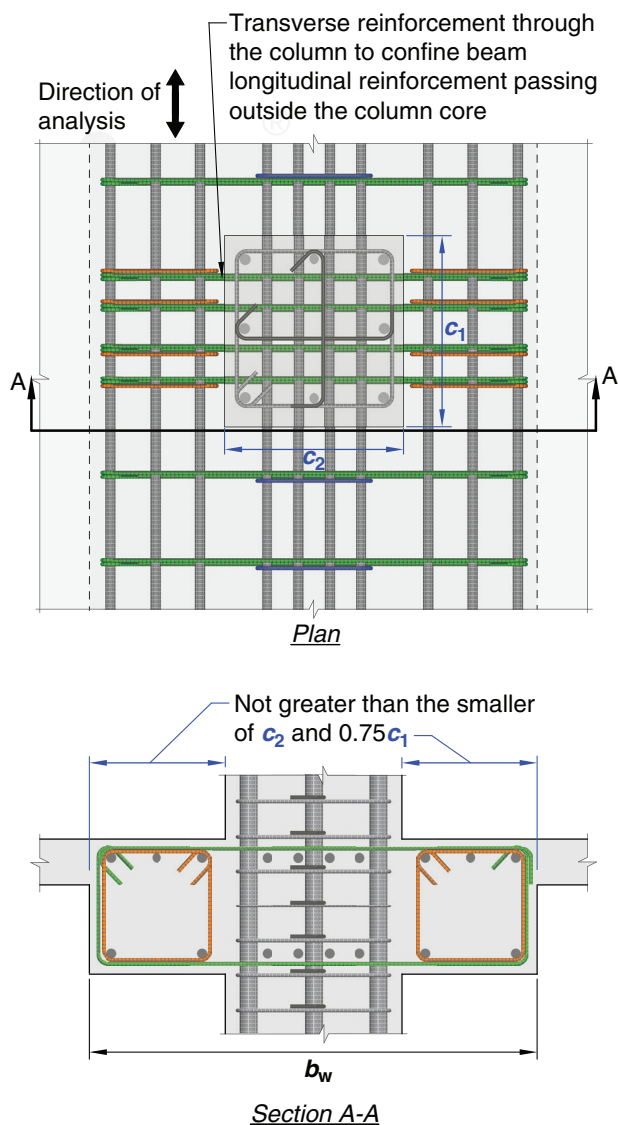 Transverse reinforcement through
the column to confine beam
longitudinal reinforcement passing
outside the column core
Direction of
analysis
c1
A
A
c2
Plan
Not greater than the smaller
of c2 and 0.75c1
bw
Section A-A